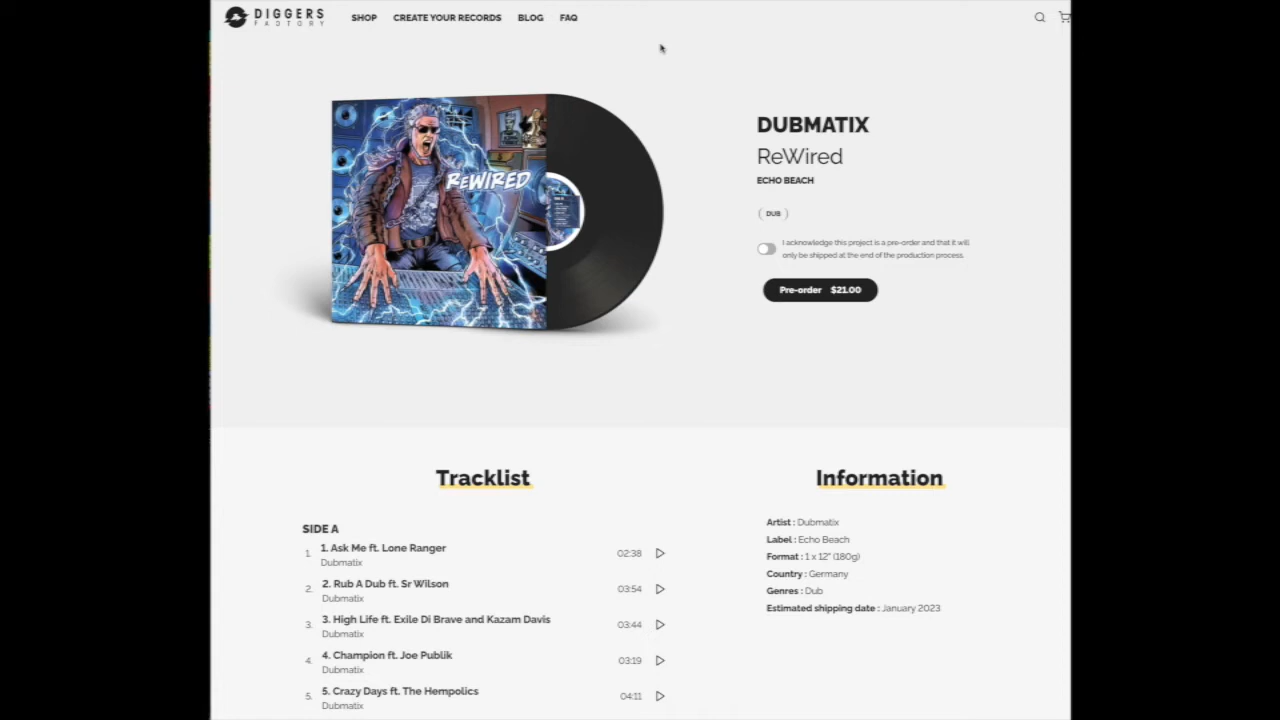 DIGGERS
FACTORY
SHOP
CREATE YOUR RECORDS
BLOG
FAQ
REWIRED
DUBMATIX
ReWired
ECHO BEACH
DUB
I acknowledge this project is a pre-order and that it will
only be shipped at the end of the production process.
Pre-order $21.00
Tracklist
SIDE A
1. 1. Ask Me ft. Lone Ranger 02:38
Dubmatix
2. 2. Rub A Dub ft. Sr Wilson 03:54
Dubmatix
3. 3. High Life ft. Exile Di Brave and Kazam Davis 03:44
Dubmatix
4. 4. Champion ft. Joe Publik 03:19
Dubmatix
5. 5. Crazy Days ft. The Hempolics 04:11
Dubmatix
Information
Artist : Dubmatix
Label : Echo Beach
Format : 1 x 12" (180g)
Country : Germany
Genres : Dub
Estimated shipping date : January 2023